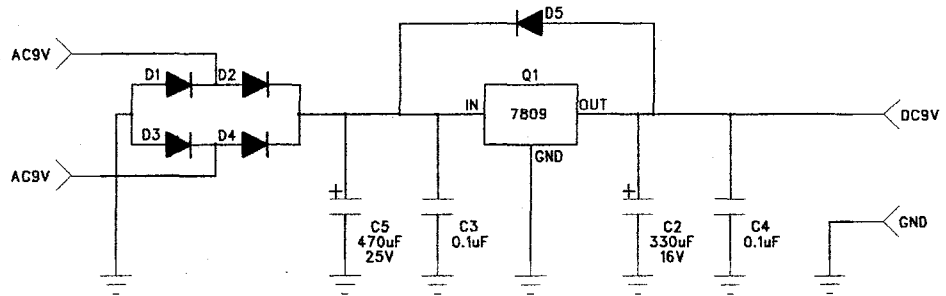 D5
AC9V
D1
D2
Q1
IN
7809
OUT
DC9V
D3
D4
GND
AC9V
+
C5
470uF
25V
C3
0.1uF
+
C2
330uF
16V
C4
0.1uF
GND